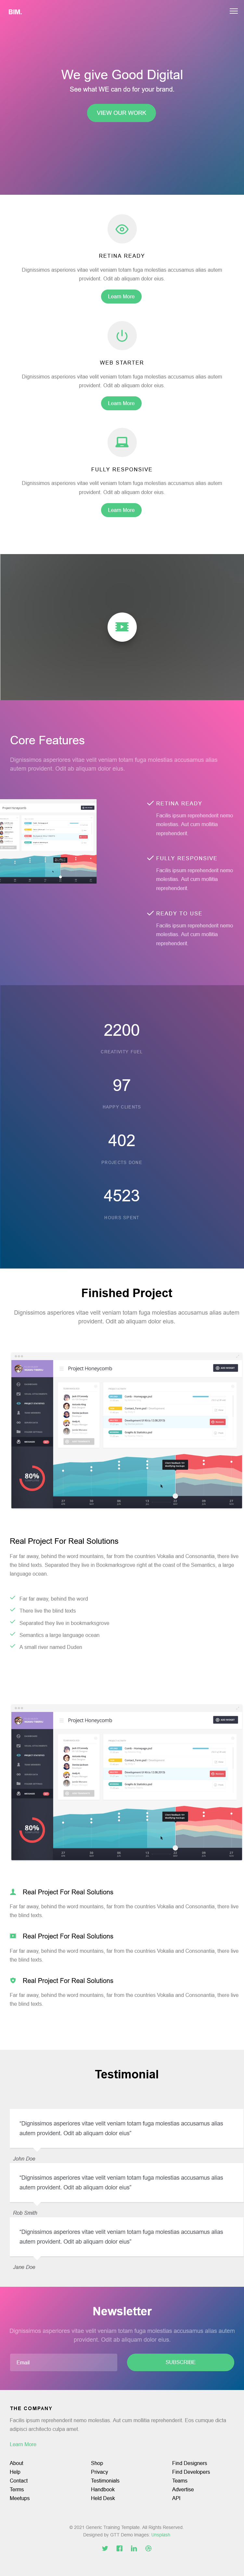 BIM.
We give Good Digital
See what WE can do for your brand.
VIEW OUR WORK
RETINA READY
Dignissimos asperiores vitae velit veniam totam fuga molestias accusamus alias autem
provident. Odit ab aliquam dolor eius.
Learn More
WEB STARTER
Dignissimos asperiores vitae velit veniam totam fuga molestias accusamus alias autem
provident. Odit ab aliquam dolor eius.
Learn More
FULLY RESPONSIVE
Dignissimos asperiores vitae velit veniam totam fuga molestias accusamus alias autem
provident. Odit ab aliquam dolor eius.
Learn More
Core Features
Dignissimos asperiores vitae velit veniam totam fuga molestias accusamus alias
autem provident. Odit ab aliquam dolor eius.
RETINA READY
Facilis ipsum reprehenderit nemo
molestias. Aut cum mollitia
reprehenderit.
FULLY RESPONSIVE
Facilis ipsum reprehenderit nemo
molestias. Aut cum mollitia
reprehenderit.
READY TO USE
Facilis ipsum reprehenderit nemo
molestias. Aut cum mollitia
reprehenderit.
2200
CREATIVITY FUEL
97
HAPPY CLIENTS
402
PROJECTS DONE
4523
HOURS SPENT
Finished Project
Dignissimos asperiores vitae velit veniam totam fuga molestias accusamus alias autem
provident. Odit ab aliquam dolor eius.
Project Honeycomb
80%
Real Project For Real Solutions
Far far away, behind the word mountains, far from the countries Vokalia and Consonantia, there live
the blind texts. Separated they live in Bookmarksgrove right at the coast of the Semantics, a large
language ocean.
Far far away, behind the word
There live the blind texts
Separated they live in bookmarksgrove
Semantics a large language ocean
A small river named Duden
Project Honeycomb
80%
Real Project For Real Solutions
Far far away, behind the word mountains, far from the countries Vokalia and Consonantia, there live
the blind texts.
Real Project For Real Solutions
Far far away, behind the word mountains, far from the countries Vokalia and Consonantia, there live
the blind texts.
Real Project For Real Solutions
Far far away, behind the word mountains, far from the countries Vokalia and Consonantia, there live
the blind texts.
Testimonial
"Dignissimos asperiores vitae velit veniam totam fuga molestias accusamus alias
autem provident. Odit ab aliquam dolor eius"
John Doe
"Dignissimos asperiores vitae velit veniam totam fuga molestias accusamus alias
autem provident. Odit ab aliquam dolor eius"
Rob Smith
"Dignissimos asperiores vitae velit veniam totam fuga molestias accusamus alias
autem provident. Odit ab aliquam dolor eius"
Jane Doe
Newsletter
Dignissimos asperiores vitae velit veniam totam fuga molestias accusamus alias autem
provident. Odit ab aliquam dolor eius.
Email
SUBSCRIBE
THE COMPANY
Facilis ipsum reprehenderit nemo molestias. Aut cum mollitia reprehenderit. Eos cumque dicta
adipisci architecto culpa amet.
Learn More
About
Help
Contact
Terms
Meetups
Shop
Privacy
Testimonials
Handbook
Held Desk
Find Designers
Find Developers
Teams
Advertise
API
© 2021 Generic Training Template. All Rights Reserved.
Designed by GTT Demo Images: Unsplash